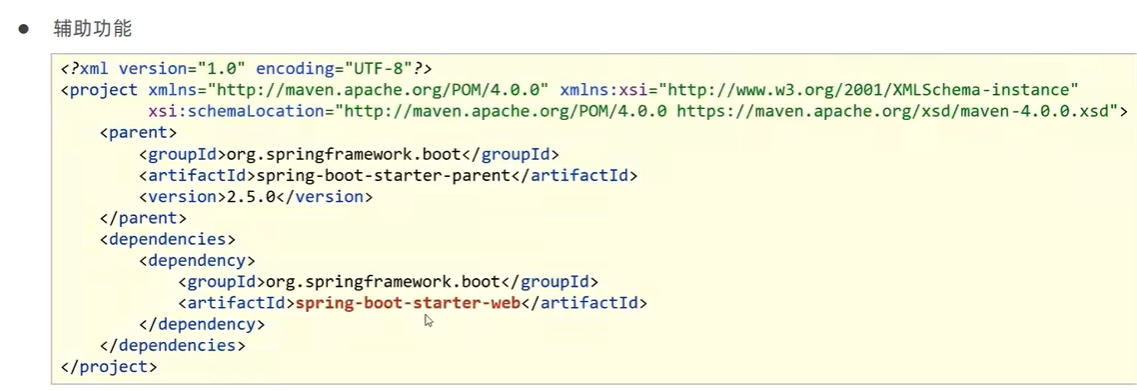 ● 辅助功能
<?xml version="1.0" encoding="UTF-8"?>
<project xmlns="http://maven.apache.org/POM/4.0.0" xmlns:xsi="http://www.w3.org/2001/XMLSchema-instance"
         xsi:schemaLocation="http://maven.apache.org/POM/4.0.0 https://maven.apache.org/xsd/maven-4.0.0.xsd">
    <parent>
        <groupId>org.springframework.boot</groupId>
        <artifactId>spring-boot-starter-parent</artifactId>
        <version>2.5.0</version>
    </parent>
    <dependencies>
        <dependency>
            <groupId>org.springframework.boot</groupId>
            <artifactId>spring-boot-starter-web</artifactId>
        </dependency>
    </dependencies>
</project>